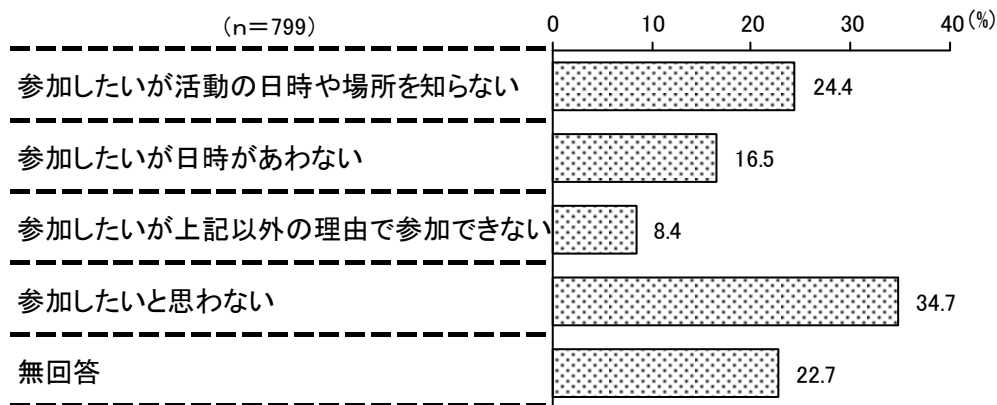 (n=799)
0 10 20 30 40 (%)
参加したいが活動の日時や場所を知らない 24.4
参加したいが日時があわない 16.5
参加したいが上記以外の理由で参加できない 8.4
参加したいと思わない 34.7
無回答 22.7